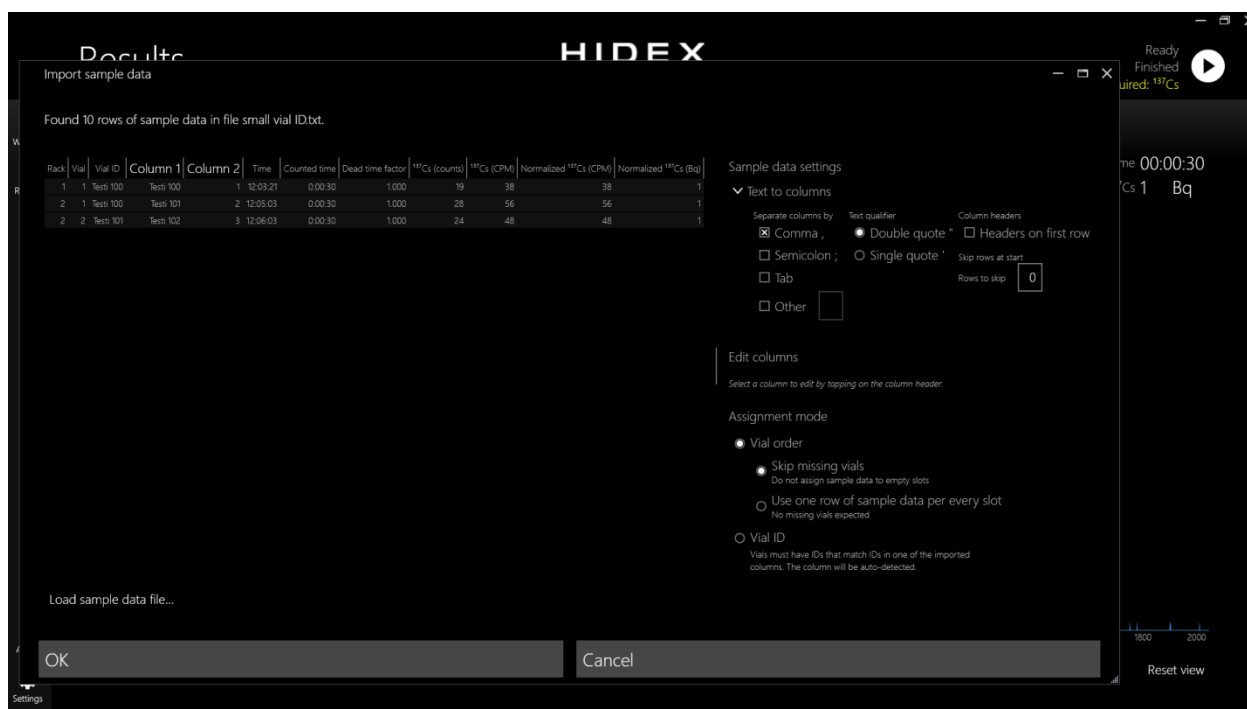 Results
HIDEX
Ready
Finished
uired: ¹³⁷Cs
Import sample data
Found 10 rows of sample data in file small vial ID.txt.
Rack Vial Vial ID Column 1 Column 2 Time Counted time Dead time factor ¹³⁷Cs (counts) ¹³⁷Cs (CPM) Normalized ¹³⁷Cs (CPM) Normalized ¹³⁷Cs (Bq)
1 1 Testi 100 Testi 100 1 12:03:21 0:00:30 1.000 19 38 38 1
2 1 Testi 100 Testi 101 2 12:05:03 0:00:30 1.000 28 56 56 1
2 2 Testi 101 Testi 102 3 12:06:03 0:00:30 1.000 24 48 48 1
me 00:00:30
Cs 1 Bq
Sample data settings
Text to columns
Separate columns by Text qualifier Column headers
Comma , Double quote " Headers on first row
Semicolon ; Single quote ' Skip rows at start
Tab Rows to skip 0
Other
Edit columns
Select a column to edit by tapping on the column header.
Assignment mode
Vial order
Skip missing vials
Do not assign sample data to empty slots
Use one row of sample data per every slot
No missing vials expected
Vial ID
Vials must have IDs that match IDs in one of the imported
columns. The column will be auto-detected.
Load sample data file...
1800 2000
OK Cancel
Reset view
Settings